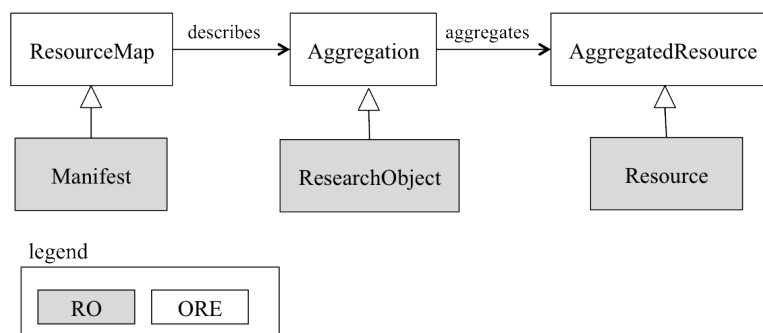 ResourceMap
describes
Aggregation
aggregates
AggregatedResource
Manifest
ResearchObject
Resource
legend
RO
ORE